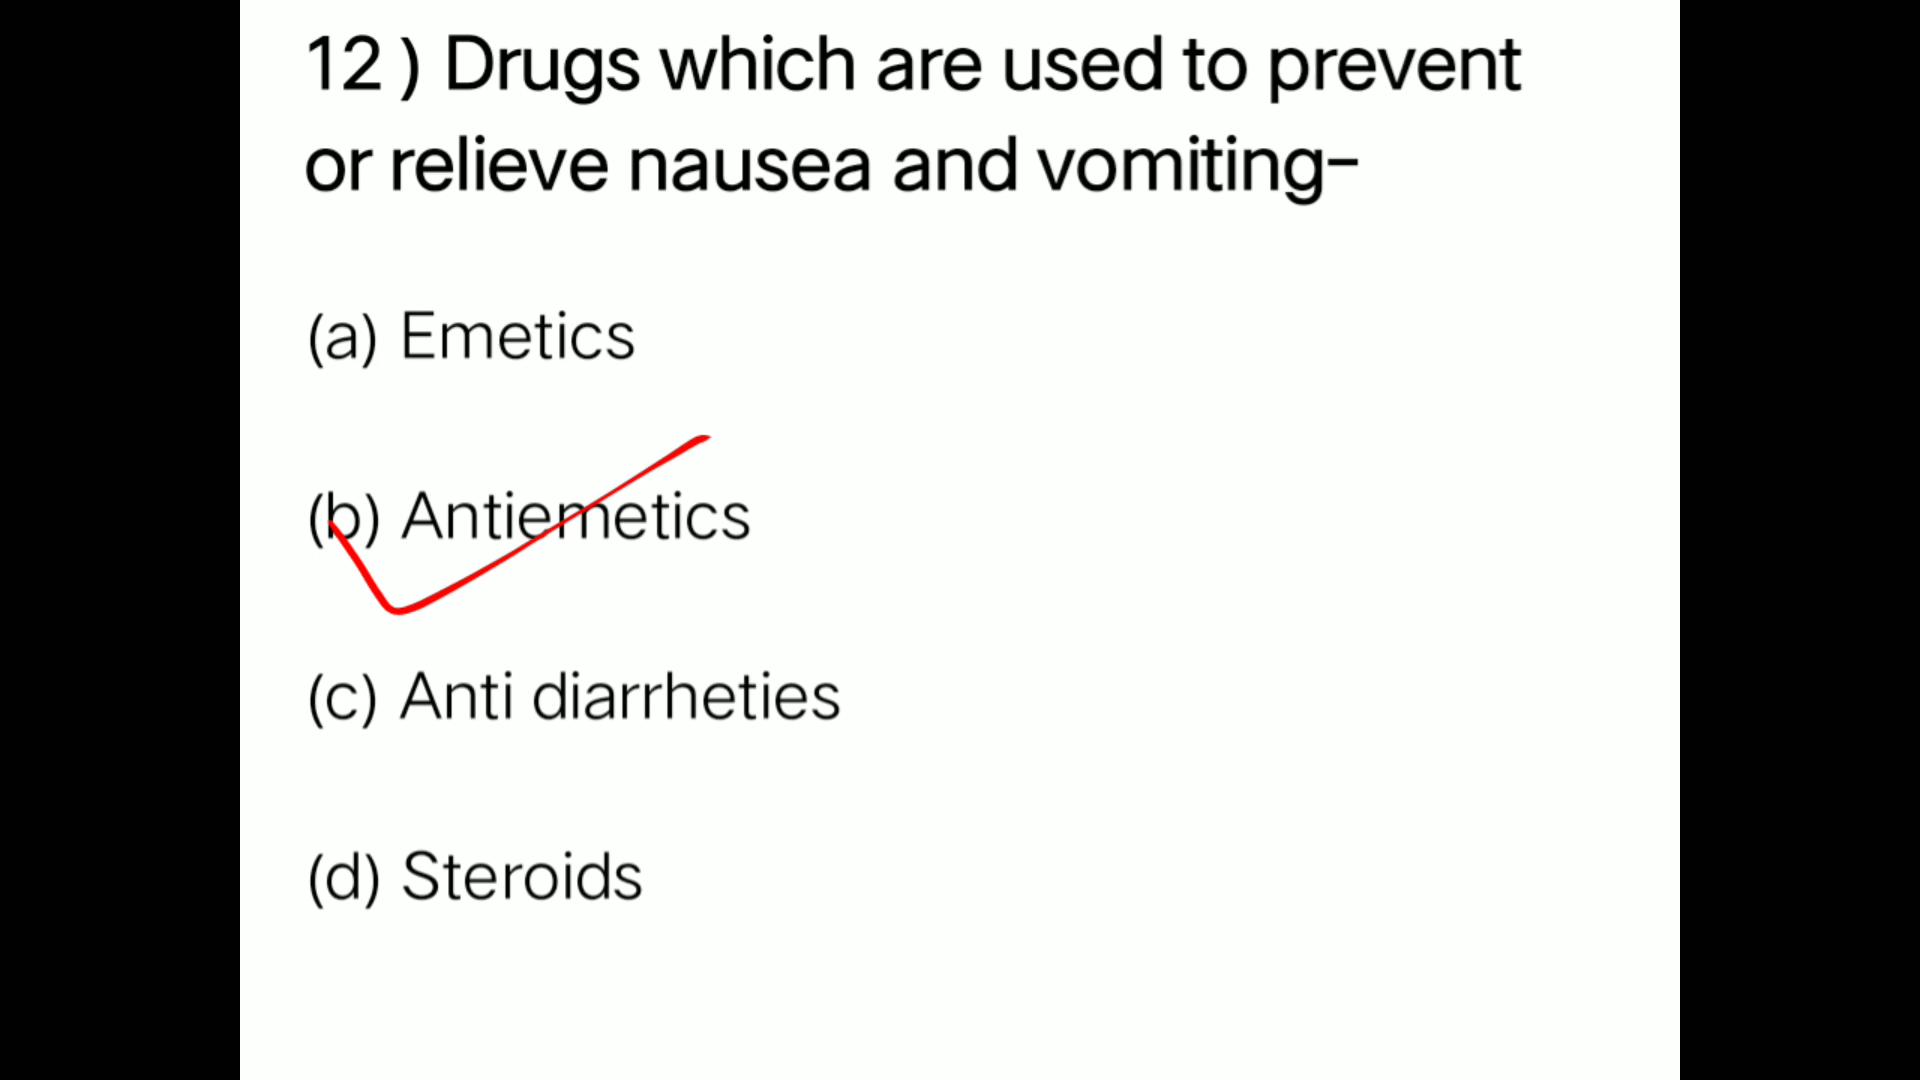 12 ) Drugs which are used to prevent
or relieve nausea and vomiting-
(a) Emetics
(b) Antiemetics
(c) Anti diarrheties
(d) Steroids